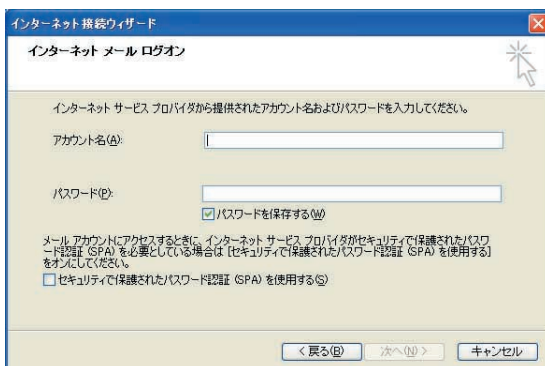 インターネット接続ウィザード
インターネット メール ログオン
インターネット サービス プロバイダから提供されたアカウント名およびパスワードを入力してください。
アカウント名(A):
パスワード(P):
パスワードを保存する(W)
メール アカウントにアクセスするときに、インターネット サービス プロバイダがセキュリティで保護されたパスワ
ード認証 (SPA) を必要としている場合は [セキュリティで保護されたパスワード認証 (SPA) を使用する]
をオンにしてください。
セキュリティで保護されたパスワード認証 (SPA) を使用する(S)
< 戻る(B) 次へ(N) > キャンセル